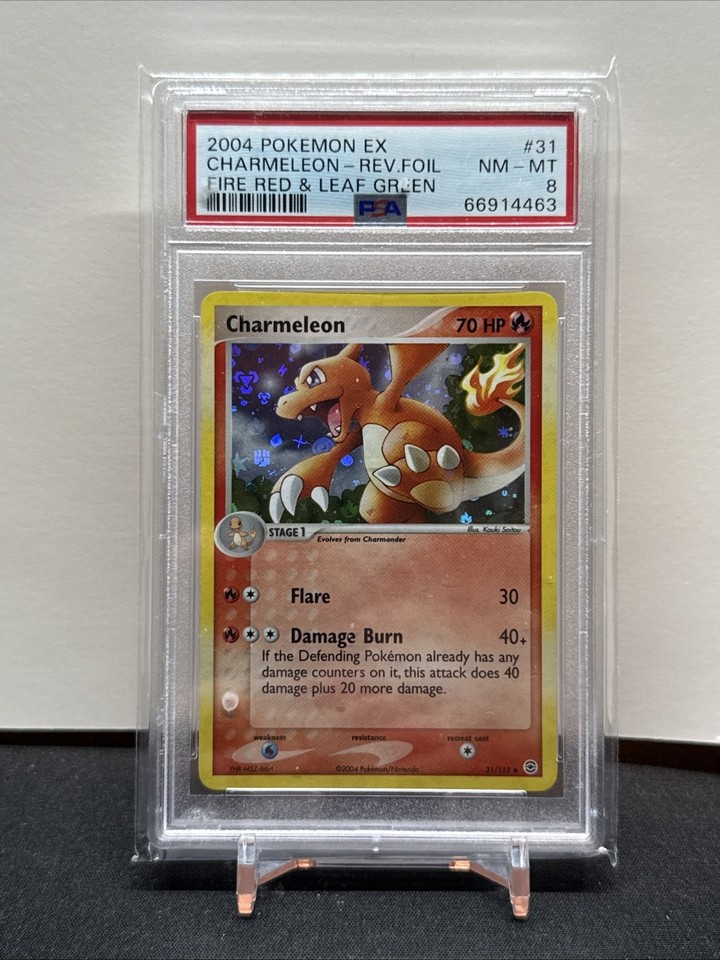 2004 POKEMON EX #31
CHARMELEON - REV.FOIL NM - MT
FIRE RED & LEAF GREEN 8
PSA 66914463
Charmeleon 70 HP
Illus. Kouki Saitou
STAGE 1
Evolves from Charmander
Flare 30
Damage Burn 40+
If the Defending Pokémon already has any
damage counters on it, this attack does 40
damage plus 20 more damage.
weakness resistance retreat cost
©2004 Pokémon/Nintendo 31/112